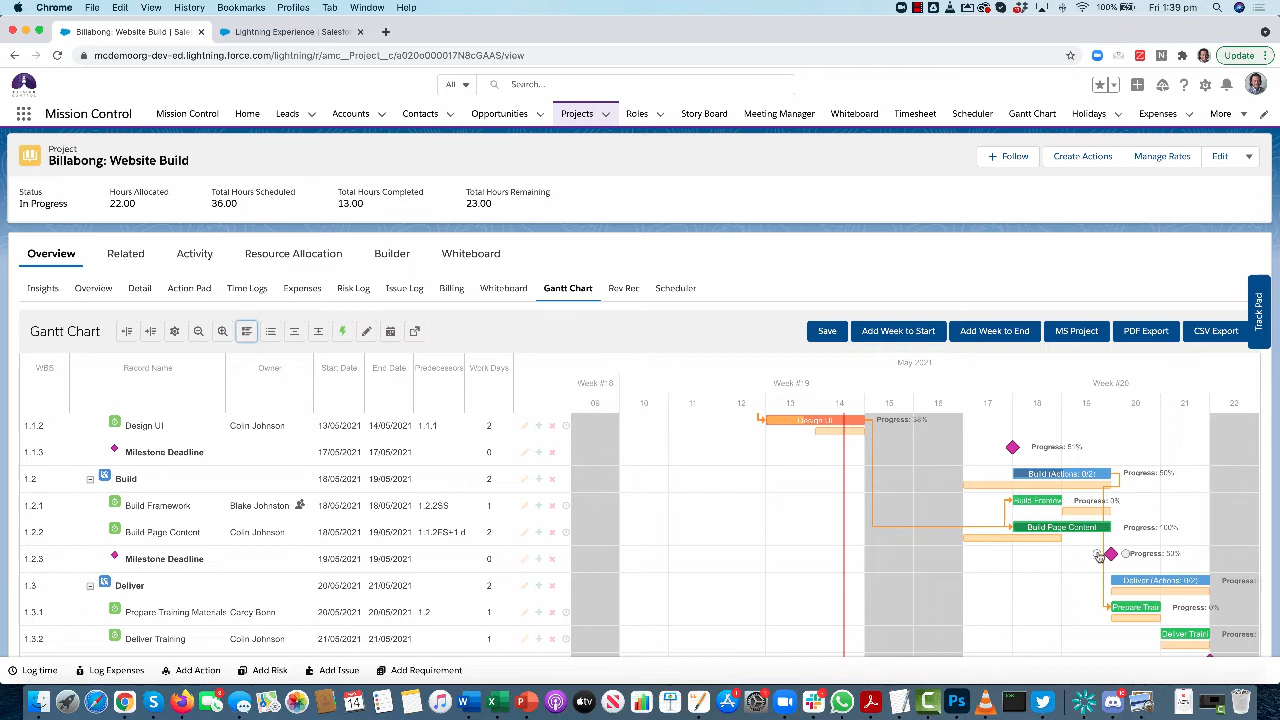 Chrome File Edit View History Bookmarks Profiles Tab Window Help 100% Fri 1:39 pm
Billabong: Website Build | Sales Lightning Experience | Salesfor
mcdemoorg-dev-ed.lightning.force.com/lightning/r/amc__Project__c/a020o000017N8cGAAS/view Update
All Search...
Mission Control Mission Control Home Leads Accounts Contacts Opportunities Projects Roles Story Board Meeting Manager Whiteboard Timesheet Scheduler Gantt Chart Holidays Expenses More
Project
Billabong: Website Build
Follow Create Actions Manage Rates Edit
Status Hours Allocated Total Hours Scheduled Total Hours Completed Total Hours Remaining
In Progress 22.00 36.00 13.00 23.00
Overview Related Activity Resource Allocation Builder Whiteboard
Insights Overview Detail Action Pad Time Logs Expenses Risk Log Issue Log Billing Whiteboard Gantt Chart Rev Rec Scheduler
Track Pad
Gantt Chart Save Add Week to Start Add Week to End MS Project PDF Export CSV Export
WBS Record Name Owner Start Date End Date Predecessors Work Days
May 2021
Week #18 Week #19 Week #20
09 10 11 12 13 14 15 16 17 18 19 20 21 22
1.1.2 Design UI Colin Johnson 13/05/2021 14/05/2021 1.1.1 2 Design UI Progress: 38%
1.1.3 Milestone Deadline 17/05/2021 17/05/2021 0 Progress: 51%
1.2 Build 18/05/2021 19/05/2021 2 Build (Actions: 0/2) Progress: 50%
1.2.1 Build Framework Blake Johnston 18/05/2021 18/05/2021 1.2.2SS 1 Build Framew Progress: 0%
1.2.2 Build Page Content 18/05/2021 19/05/2021 2 Build Page Content Progress: 100%
1.2.3 Milestone Deadline 19/05/2021 19/05/2021 0 Progress: 50%
1.3 Deliver 20/05/2021 21/05/2021 2 Deliver (Actions: 0/2) Progress:
1.3.1 Prepare Training Materials Carey Bonn 20/05/2021 20/05/2021 1.2 1 Prepare Train Progress: 0%
1.3.2 Deliver Training Colin Johnson 21/05/2021 21/05/2021 1 Deliver Traini Progress:
Log time Log Expenses Add Action Add Risk Add Issue Add Requirement